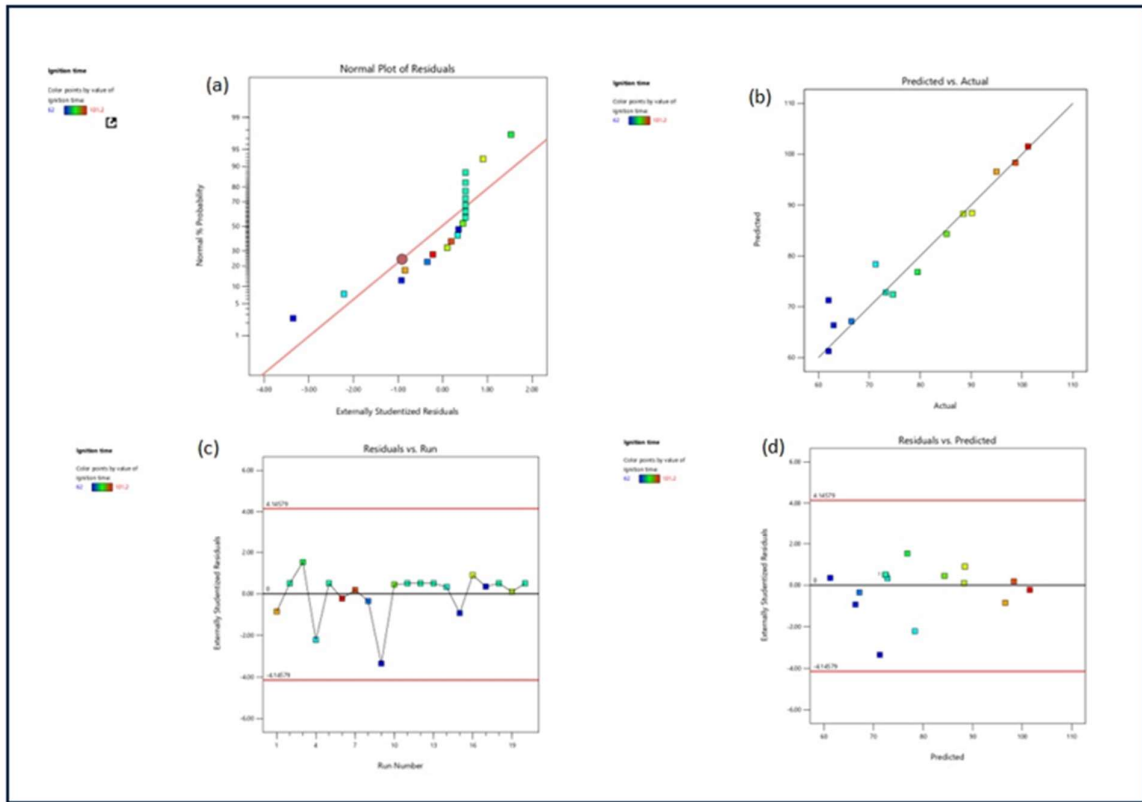 Ignition time
Color points by value of
Ignition time:
62 101.2
(a)
Normal Plot of Residuals
Normal % Probability
99
95
90
80
70
50
30
20
10
5
1
-4.00 -3.00 -2.00 -1.00 0.00 1.00 2.00
Externally Studentized Residuals
Ignition time
Color points by value of
Ignition time:
62 101.2
(b)
Predicted vs. Actual
Predicted
110
100
90
80
70
60
60 70 80 90 100 110
Actual
Ignition time
Color points by value of
Ignition time:
62 101.2
(c)
Residuals vs. Run
Externally Studentized Residuals
6.00
4.14579
4.00
2.00
0
0.00
-2.00
-4.14579
-4.00
-6.00
1 4 7 10 13 16 19
Run Number
Ignition time
Color points by value of
Ignition time:
62 101.2
(d)
Residuals vs. Predicted
Externally Studentized Residuals
6.00
4.14579
4.00
2.00
0
0.00
-2.00
-4.14579
-4.00
-6.00
60 70 80 90 100 110
Predicted